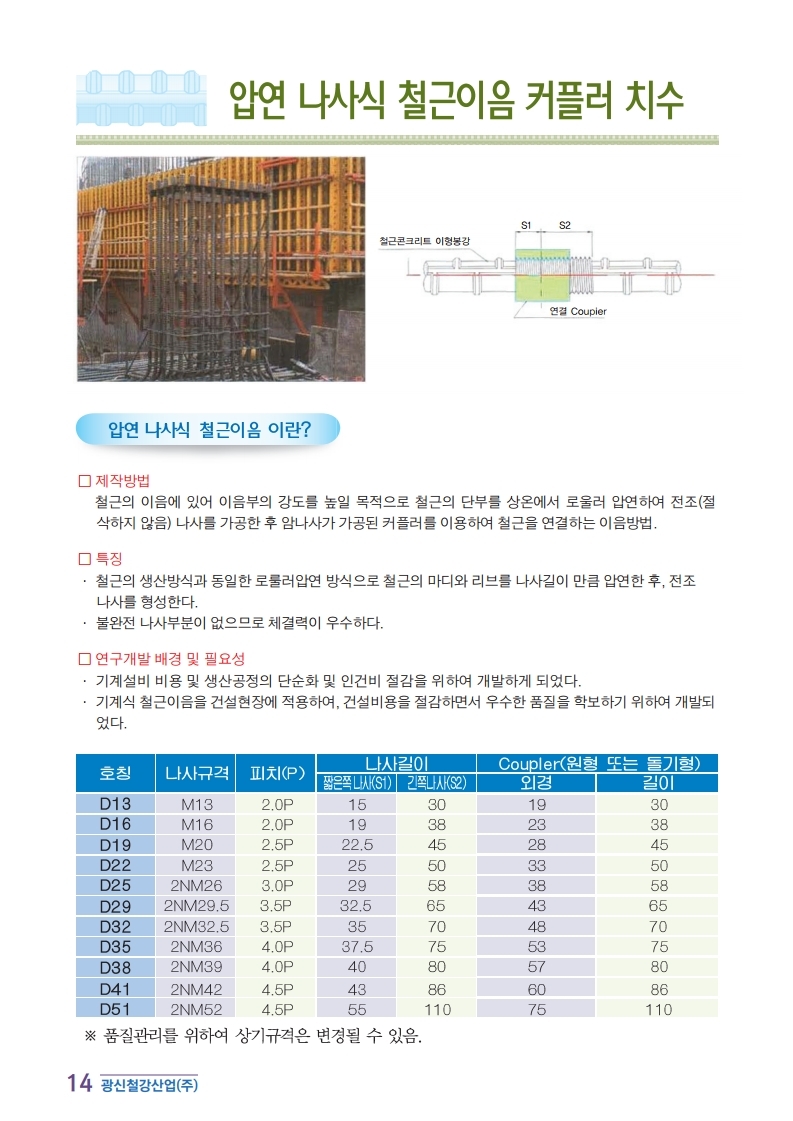 압연 나사식 철근이음 커플러 치수
S1 S2
철근콘크리트 이형봉강
연결 Coupier
압연 나사식 철근이음 이란?
□ 제작방법
철근의 이음에 있어 이음부의 강도를 높일 목적으로 철근의 단부를 상온에서 로울러 압연하여 전조(절
삭하지 않음) 나사를 가공한 후 암나사가 가공된 커플러를 이용하여 철근을 연결하는 이음방법.
□ 특징
· 철근의 생산방식과 동일한 로룰러압연 방식으로 철근의 마디와 리브를 나사길이 만큼 압연한 후, 전조
나사를 형성한다.
· 불완전 나사부분이 없으므로 체결력이 우수하다.
□ 연구개발 배경 및 필요성
· 기계설비 비용 및 생산공정의 단순화 및 인건비 절감을 위하여 개발하게 되었다.
· 기계식 철근이음을 건설현장에 적용하여, 건설비용을 절감하면서 우수한 품질을 학보하기 위하여 개발되
었다.
호칭 나사규격 피치(P) 나사길이 Coupler(원형 또는 돌기형)
짧은쪽 나사(S1) 긴쪽나사(S2) 외경 길이
D13 M13 2.0P 15 30 19 30
D16 M16 2.0P 19 38 23 38
D19 M20 2.5P 22.5 45 28 45
D22 M23 2.5P 25 50 33 50
D25 2NM26 3.0P 29 58 38 58
D29 2NM29.5 3.5P 32.5 65 43 65
D32 2NM32.5 3.5P 35 70 48 70
D35 2NM36 4.0P 37.5 75 53 75
D38 2NM39 4.0P 40 80 57 80
D41 2NM42 4.5P 43 86 60 86
D51 2NM52 4.5P 55 110 75 110
※ 품질관리를 위하여 상기규격은 변경될 수 있음.
14 광신철강산업(주)